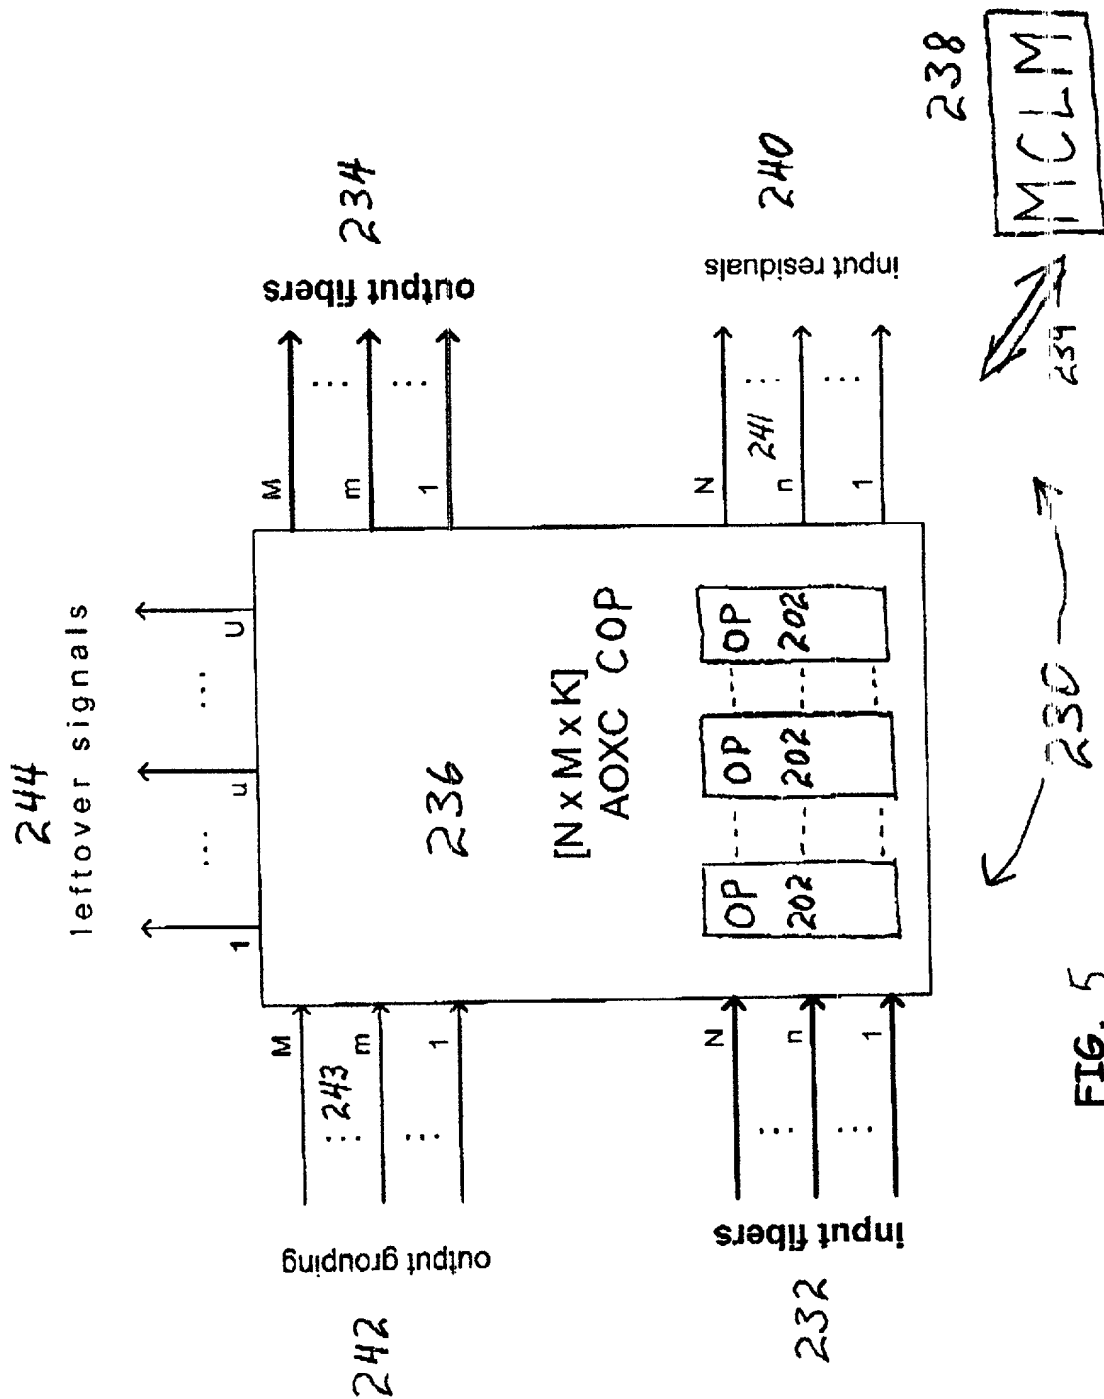 244
leftover signals
1
...
u
...
U
242
output grouping
M
243
...
m
...
1
M
...
m
...
1
output fibers
234
236
[N x M x K]
AOXC COP
OP
202
OP
202
OP
202
232
input fibers
N
...
n
...
1
N
241
...
n
...
1
input residuals
240
230
238
MCLM
FIG. 5